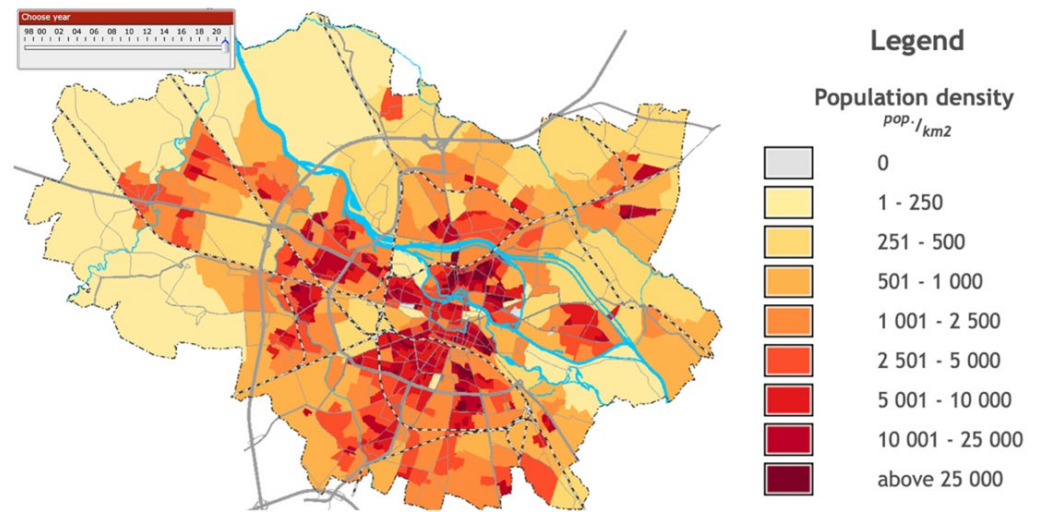 Choose year
98 00 02 04 06 08 10 12 14 16 18 20
Legend
Population density
pop./km2
0
1 - 250
251 - 500
501 - 1 000
1 001 - 2 500
2 501 - 5 000
5 001 - 10 000
10 001 - 25 000
above 25 000